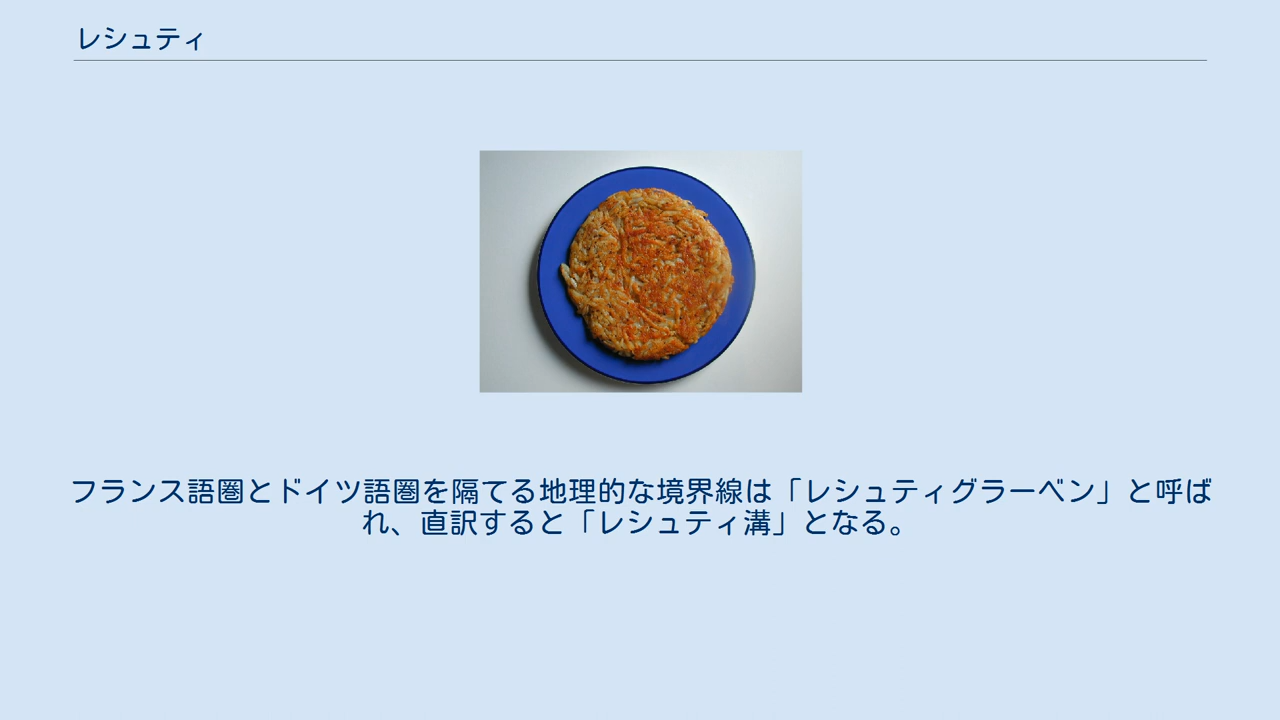 レシュティ
フランス語圏とドイツ語圏を隔てる地理的な境界線は「レシュティグラーベン」と呼ば
れ、直訳すると「レシュティ溝」となる。